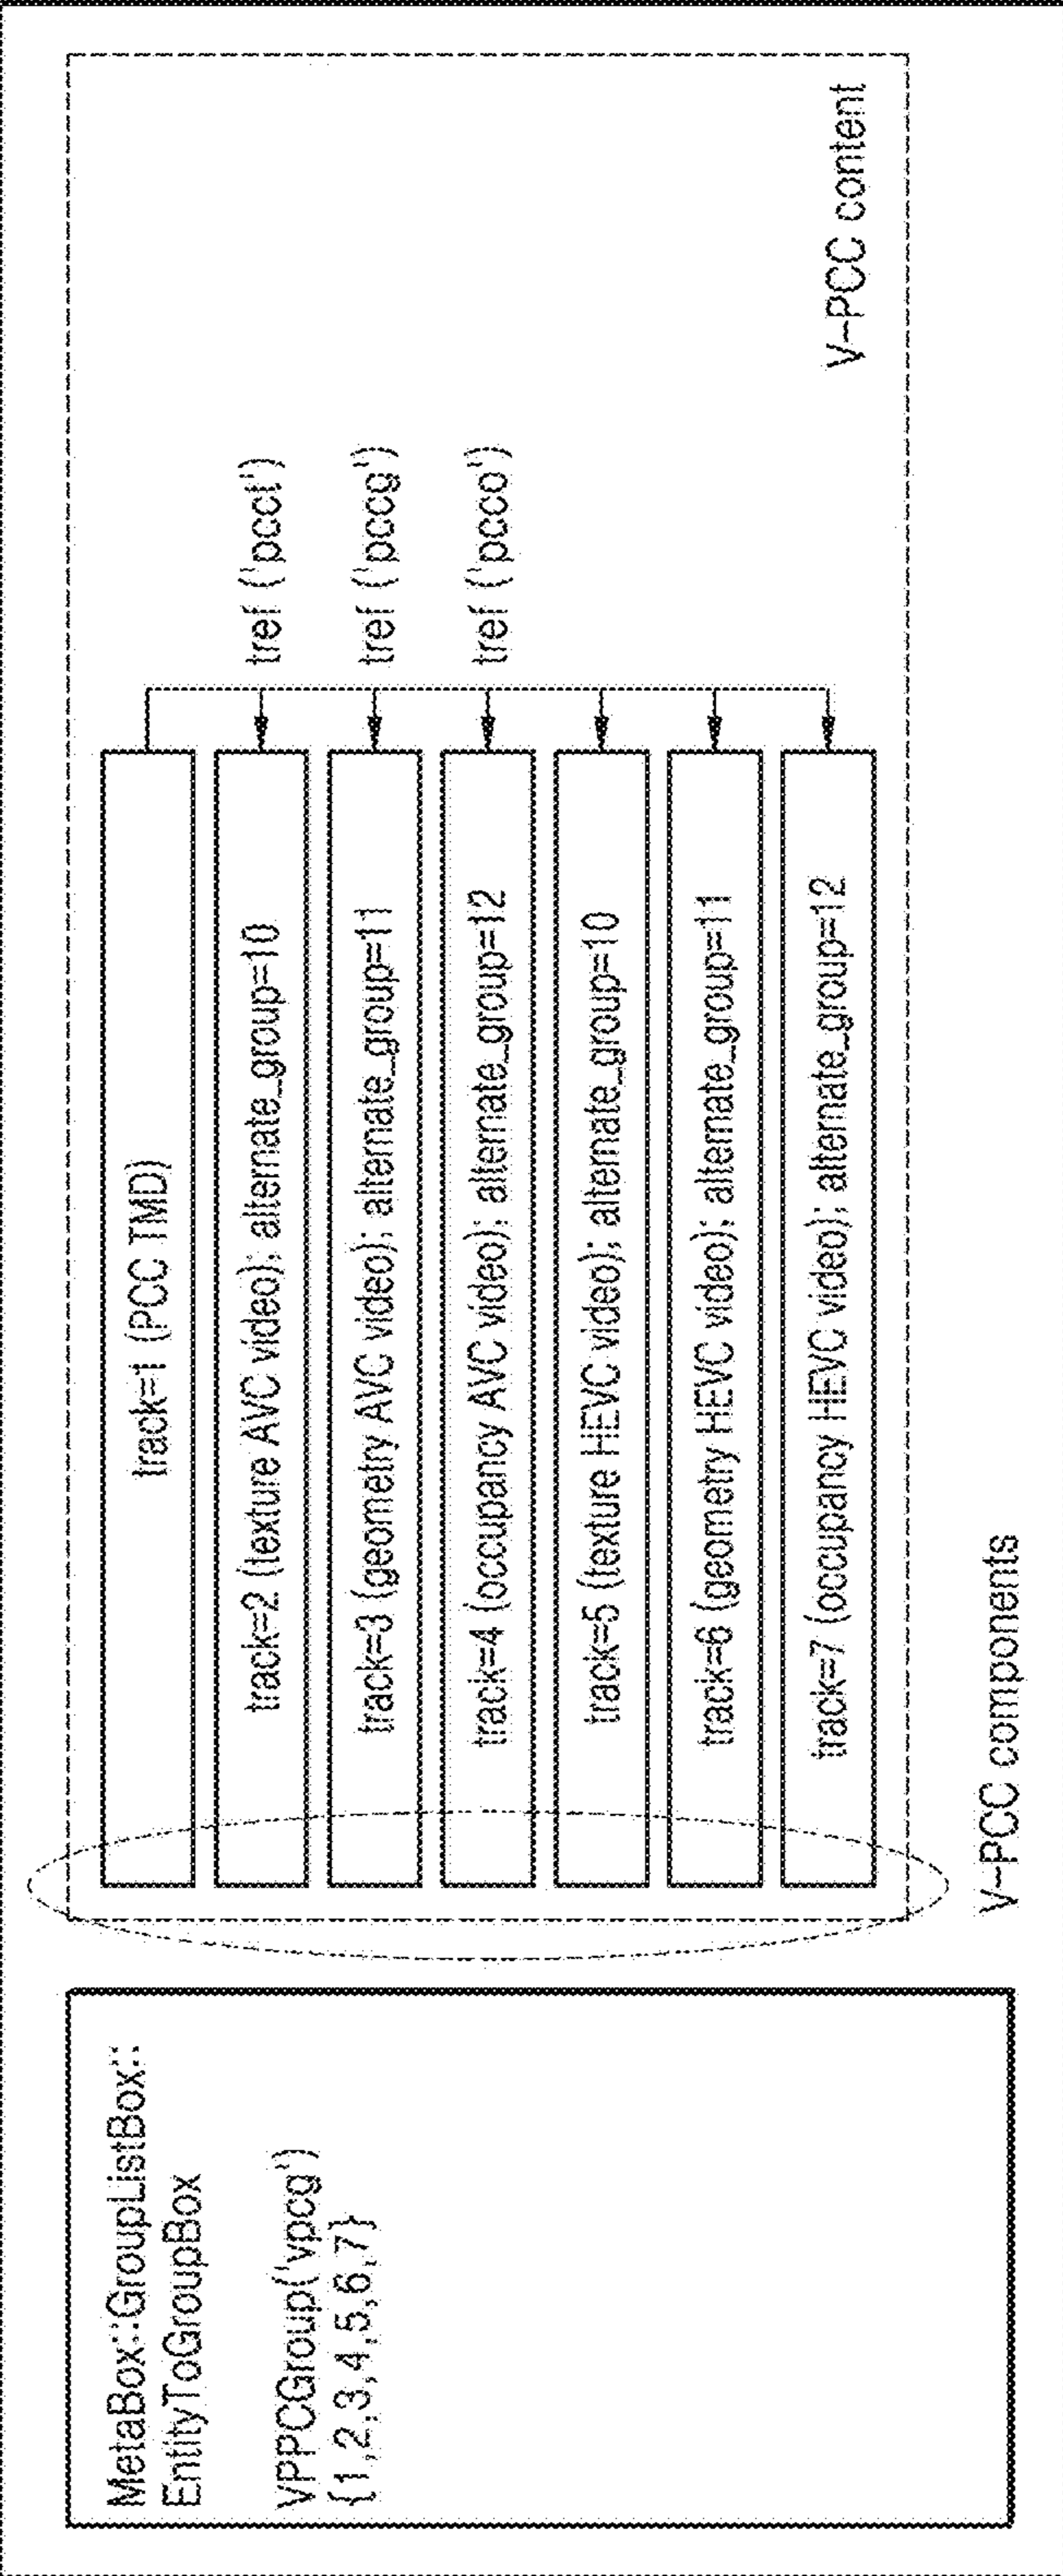 MetaBox::GroupListBox::
EntityToGroupBox
VPPCGroup('vpcg')
{1,2,3,4,5,6,7}
track=1 (PCC TMD)
track=2 (texture AVC video); alternate_group=10
track=3 (geometry AVC video); alternate_group=11
track=4 (occupancy AVC video); alternate_group=12
track=5 (texture HEVC video); alternate_group=10
track=6 (geometry HEVC video); alternate_group=11
track=7 (occupancy HEVC video); alternate_group=12
tref ('pcct')
tref ('pccg')
tref ('pcco')
V-PCC content
V-PCC components